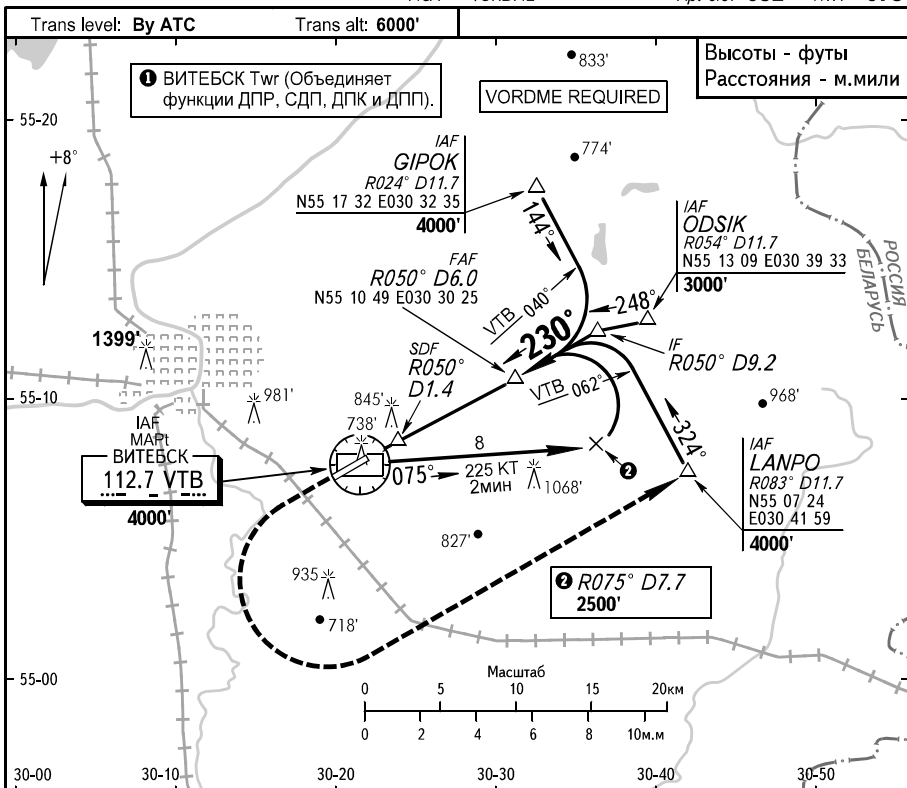 Trans level: By ATC
Trans alt: 6000'
Высоты - футы
Расстояния - м.мили
❶ ВИТЕБСК Twr (Объединяет
функции ДПР, СДП, ДПК и ДПП).
VORDME REQUIRED
833'
55-20
+8°
774'
IAF
GIPOK
R024° D11.7
N55 17 32 E030 32 35
4000'
144°
IAF
ODSIK
R054° D11.7
N55 13 09 E030 39 33
3000'
РОССИЯ
БЕЛАРУСЬ
FAF
R050° D6.0
N55 10 49 E030 30 25
VTB 040°
248°
230°
IF
R050° D9.2
1399'
SDF
R050°
D1.4
VTB 062°
55-10
981'
845'
738'
968'
324°
IAF
MAPt
ВИТЕБСК
112.7 VTB
4000'
8
075°
225 KT
2мин
1068'
❷
IAF
LANPO
R083° D11.7
N55 07 24
E030 41 59
4000'
827'
935
718'
❷ R075° D7.7
2500'
55-00
Масштаб
0 5 10 15 20км
0 2 4 6 8 10м.м
30-00 30-10 30-20 30-30 30-40 30-50